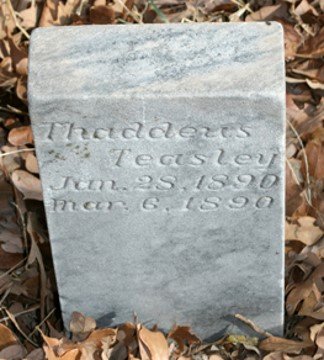 Thaddeus
Teasley
Jan. 28, 1890
Mar. 6, 1890